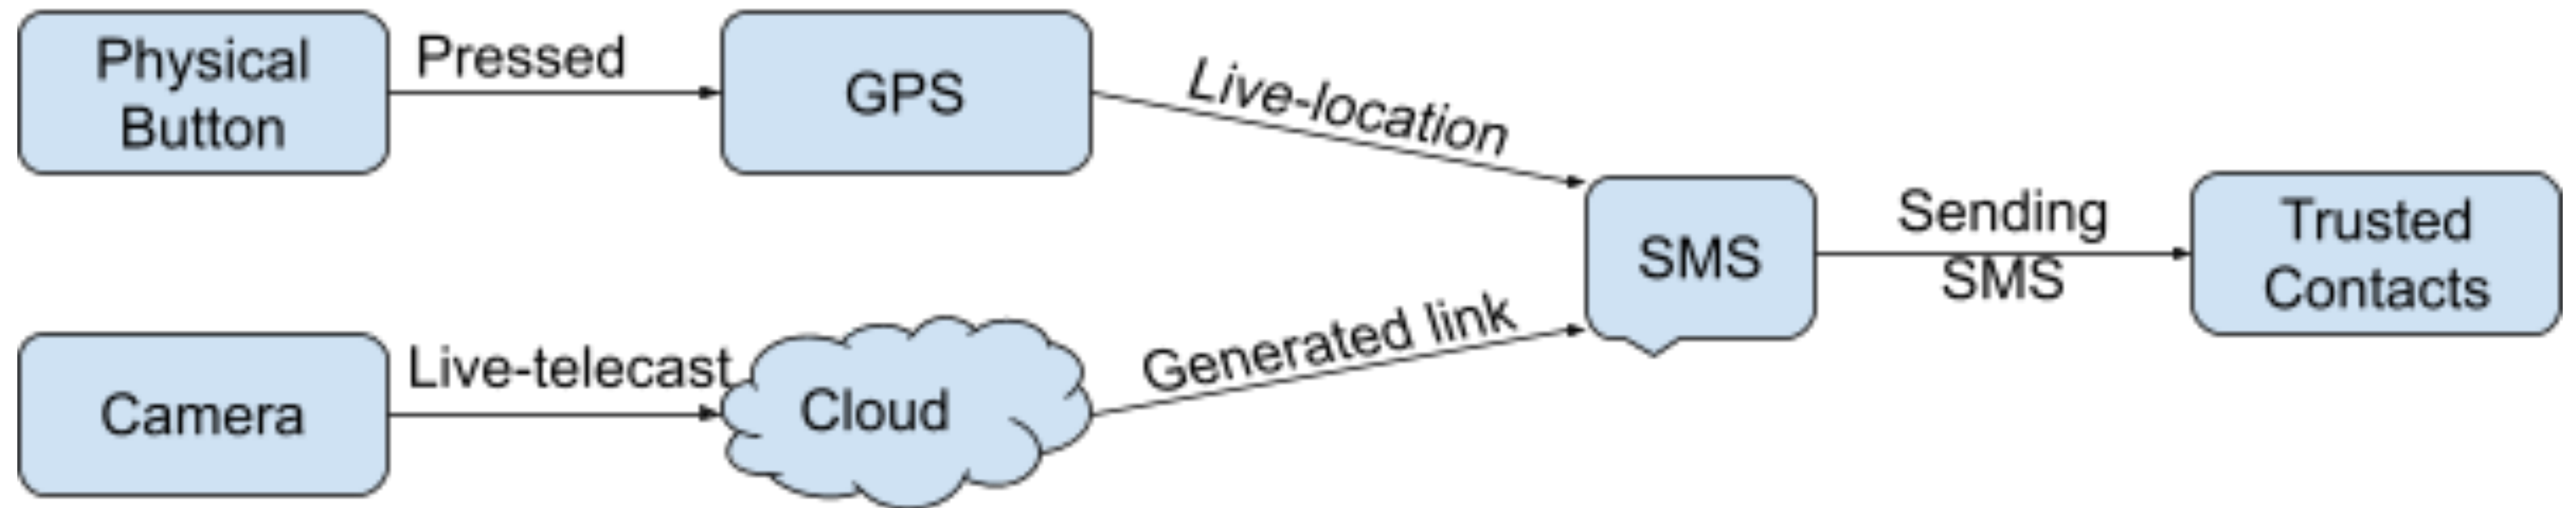 Physical
Button
Pressed
GPS
Live-location
Camera
Live-telecast
Cloud
Generated link
SMS
Sending
SMS
Trusted
Contacts